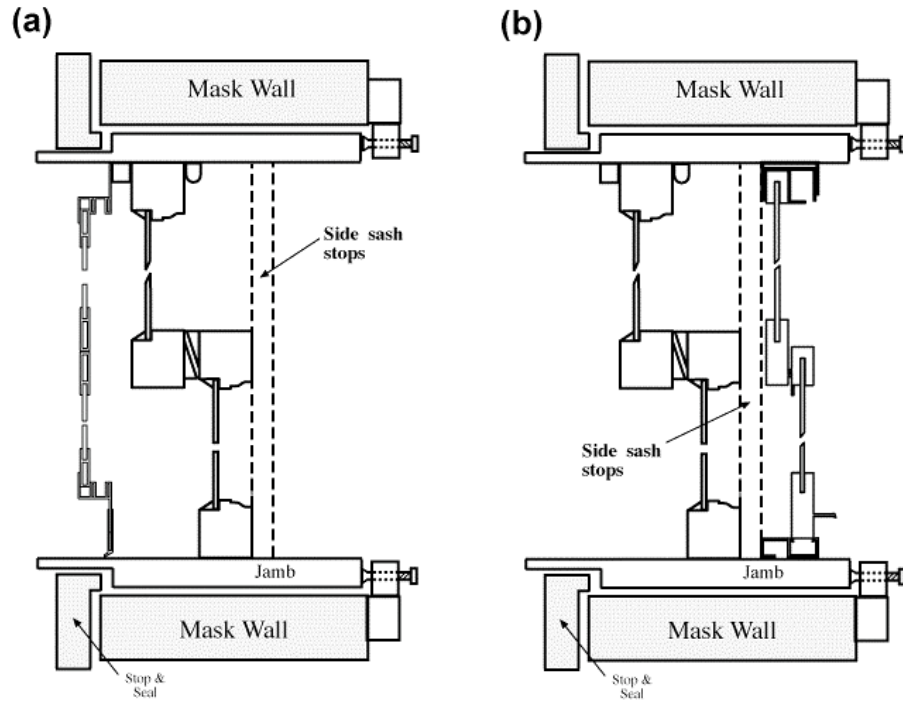 (a)
Mask Wall
Side sash
stops
Jamb
Mask Wall
Stop &
Seal
(b)
Mask Wall
Side sash
stops
Jamb
Mask Wall
Stop &
Seal